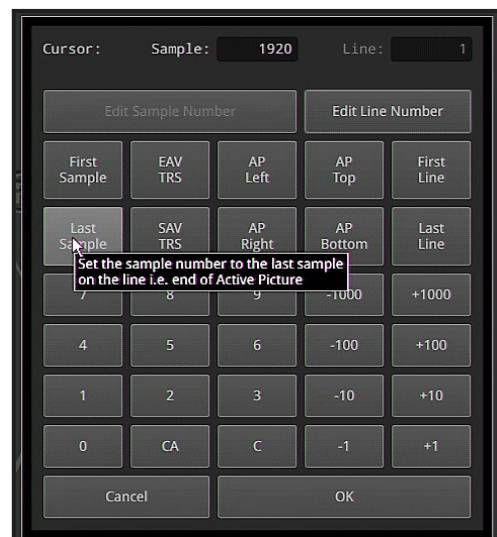 Cursor: Sample: 1920 Line: 1
Edit Sample Number Edit Line Number
First Sample EAV TRS AP Left AP Top First Line
Last Sample SAV TRS AP Right AP Bottom Last Line
Set the sample number to the last sample
on the line i.e. end of Active Picture
7 8 9 -1000 +1000
4 5 6 -100 +100
1 2 3 -10 +10
0 CA C -1 +1
Cancel OK